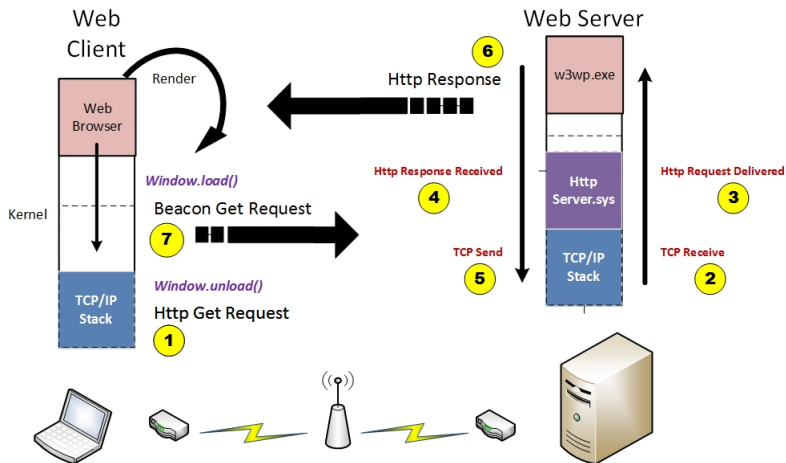 Web
Client
Web Server
6
Render
Http Response
w3wp.exe
Web
Browser
Window.load()
Http Response Received
4
Http
Server.sys
Http Request Delivered
3
Kernel
Beacon Get Request
7
TCP Send
5
TCP/IP
Stack
TCP Receive
2
Window.unload()
TCP/IP
Stack
Http Get Request
1